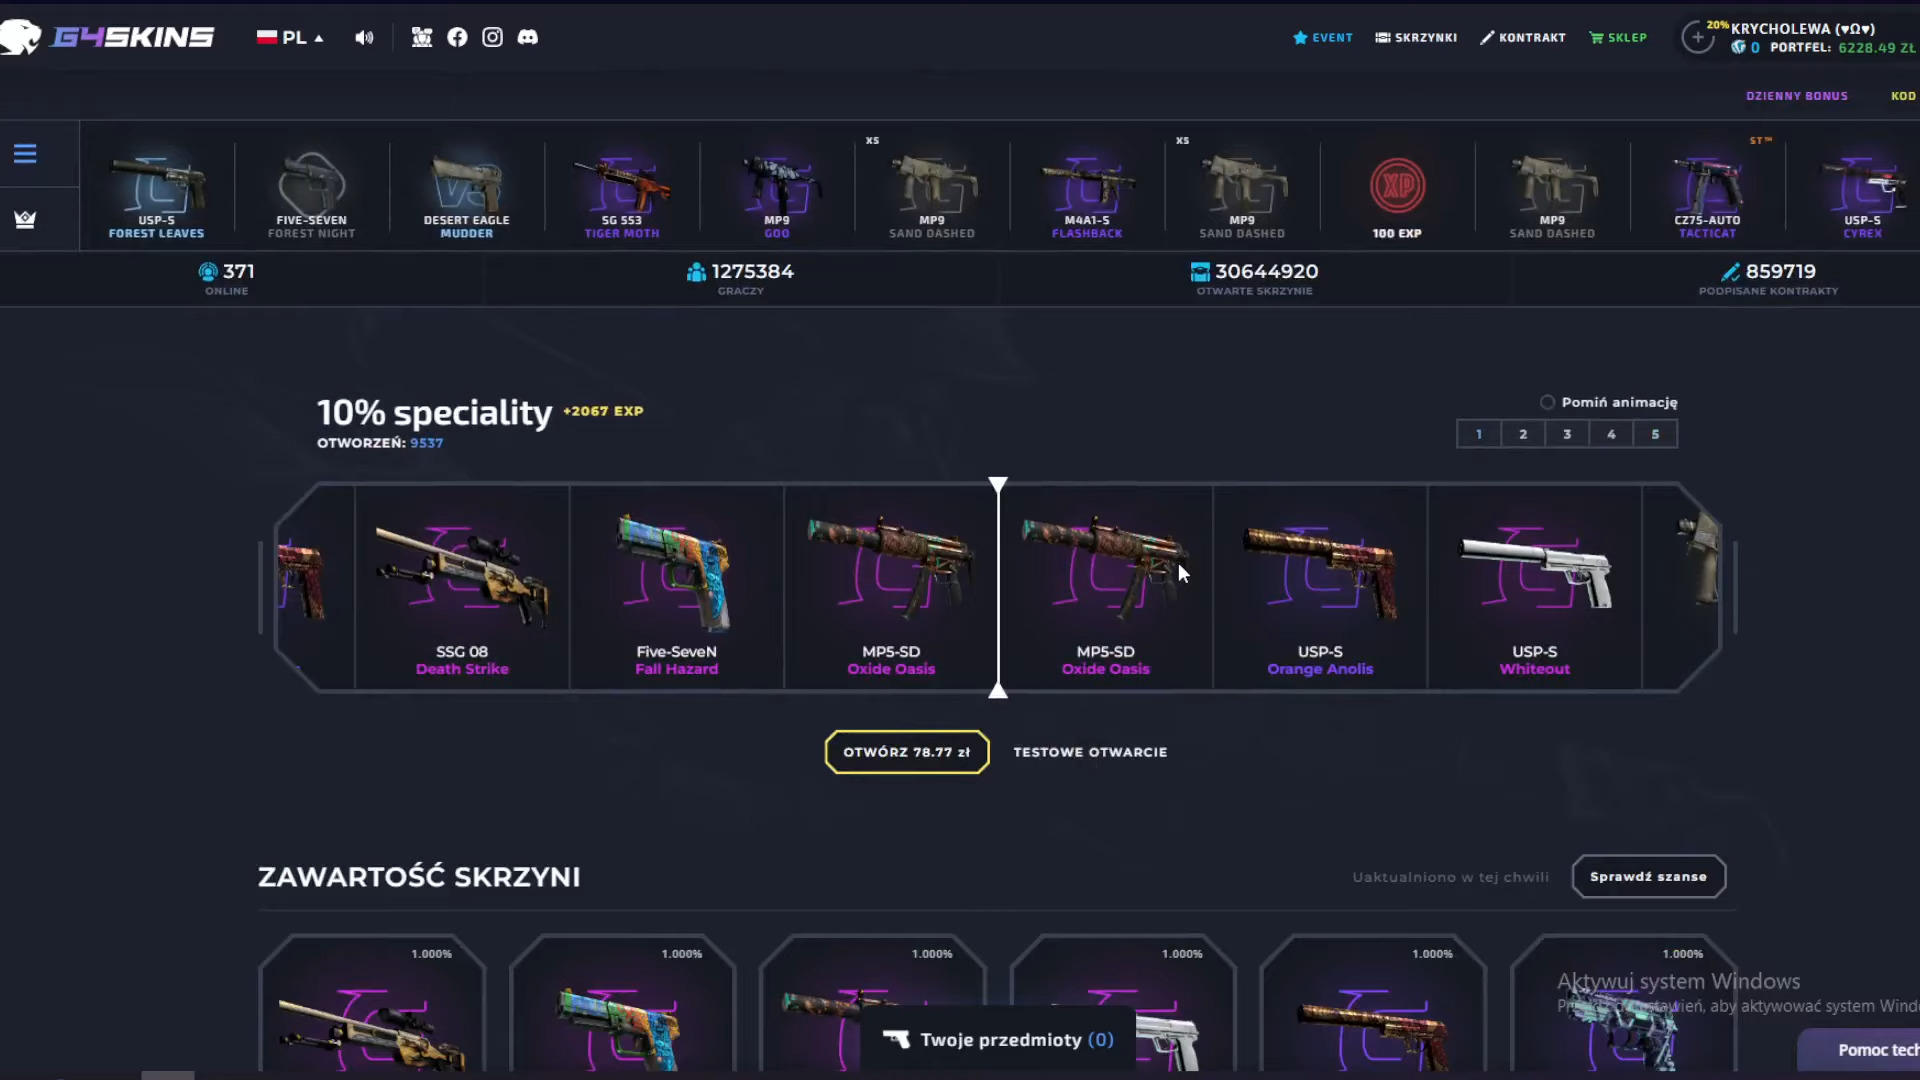 G4SKINS
PL
EVENT
SKRZYNKI
KONTRAKT
SKLEP
20%
KRYCHOLEWA (♥Ω♥)
0 PORTFEL: 6228.49 ZŁ
DZIENNY BONUS
KOD
USP-S
FOREST LEAVES
FIVE-SEVEN
FOREST NIGHT
DESERT EAGLE
MUDDER
SG 553
TIGER MOTH
MP9
GOO
X5
MP9
SAND DASHED
M4A1-S
FLASHBACK
X5
MP9
SAND DASHED
XP
100 EXP
MP9
SAND DASHED
ST™
CZ75-AUTO
TACTICAT
USP-S
CYREX
371
ONLINE
1275384
GRACZY
30644920
OTWARTE SKRZYNIE
859719
PODPISANE KONTRAKTY
10% speciality +2067 EXP
OTWORZEŃ: 9537
Pomiń animację
1 2 3 4 5
SSG 08
Death Strike
Five-SeveN
Fall Hazard
MP5-SD
Oxide Oasis
MP5-SD
Oxide Oasis
USP-S
Orange Anolis
USP-S
Whiteout
OTWÓRZ 78.77 zł
TESTOWE OTWARCIE
ZAWARTOŚĆ SKRZYNI
Uaktualniono w tej chwili
Sprawdź szanse
1.000%
1.000%
1.000%
1.000%
1.000%
1.000%
Aktywuj system Windows
aby aktywować system Wind
Twoje przedmioty (0)
Pomoc tech